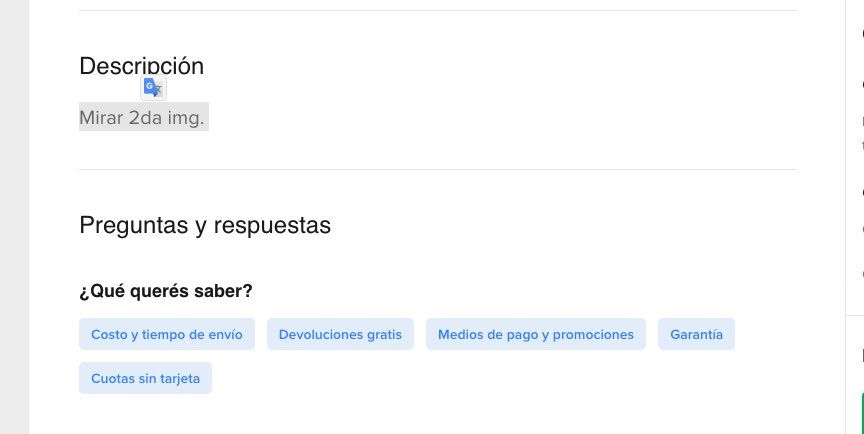 Descripción
Mirar 2da img.
Preguntas y respuestas
¿Qué querés saber?
Costo y tiempo de envío
Devoluciones gratis
Medios de pago y promociones
Garantía
Cuotas sin tarjeta